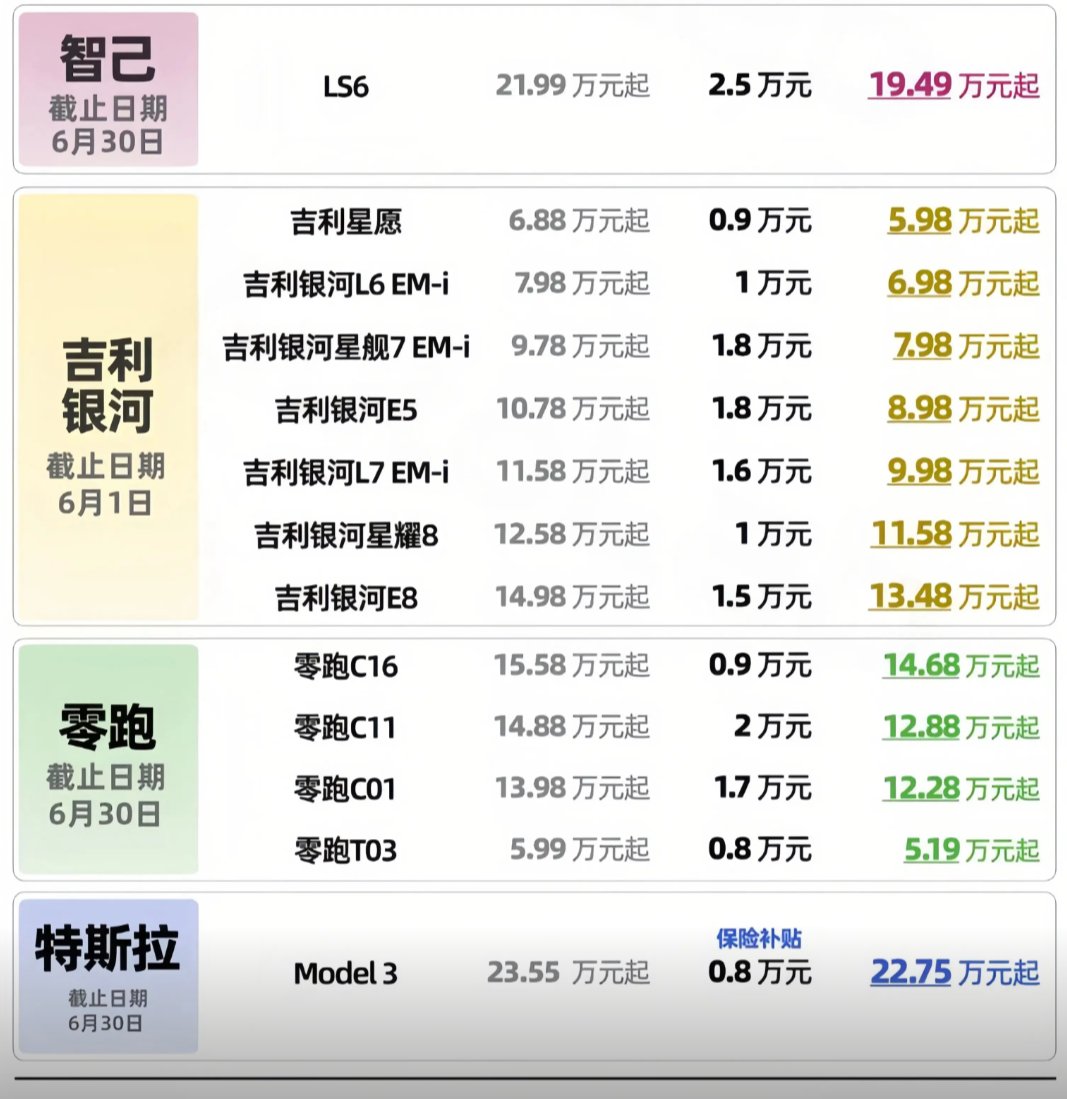 智己
截止日期
6月30日
LS6 21.99 万元起 2.5 万元 19.49 万元起
吉利
银河
截止日期
6月1日
吉利星愿 6.88 万元起 0.9 万元 5.98 万元起
吉利银河L6 EM-i 7.98 万元起 1 万元 6.98 万元起
吉利银河星舰7 EM-i 9.78 万元起 1.8 万元 7.98 万元起
吉利银河E5 10.78 万元起 1.8 万元 8.98 万元起
吉利银河L7 EM-i 11.58 万元起 1.6 万元 9.98 万元起
吉利银河星耀8 12.58 万元起 1 万元 11.58 万元起
吉利银河E8 14.98 万元起 1.5 万元 13.48 万元起
零跑
截止日期
6月30日
零跑C16 15.58 万元起 0.9 万元 14.68 万元起
零跑C11 14.88 万元起 2 万元 12.88 万元起
零跑C01 13.98 万元起 1.7 万元 12.28 万元起
零跑T03 5.99 万元起 0.8 万元 5.19 万元起
特斯拉
截止日期
6月30日
保险补贴
Model 3 23.55 万元起 0.8 万元 22.75 万元起